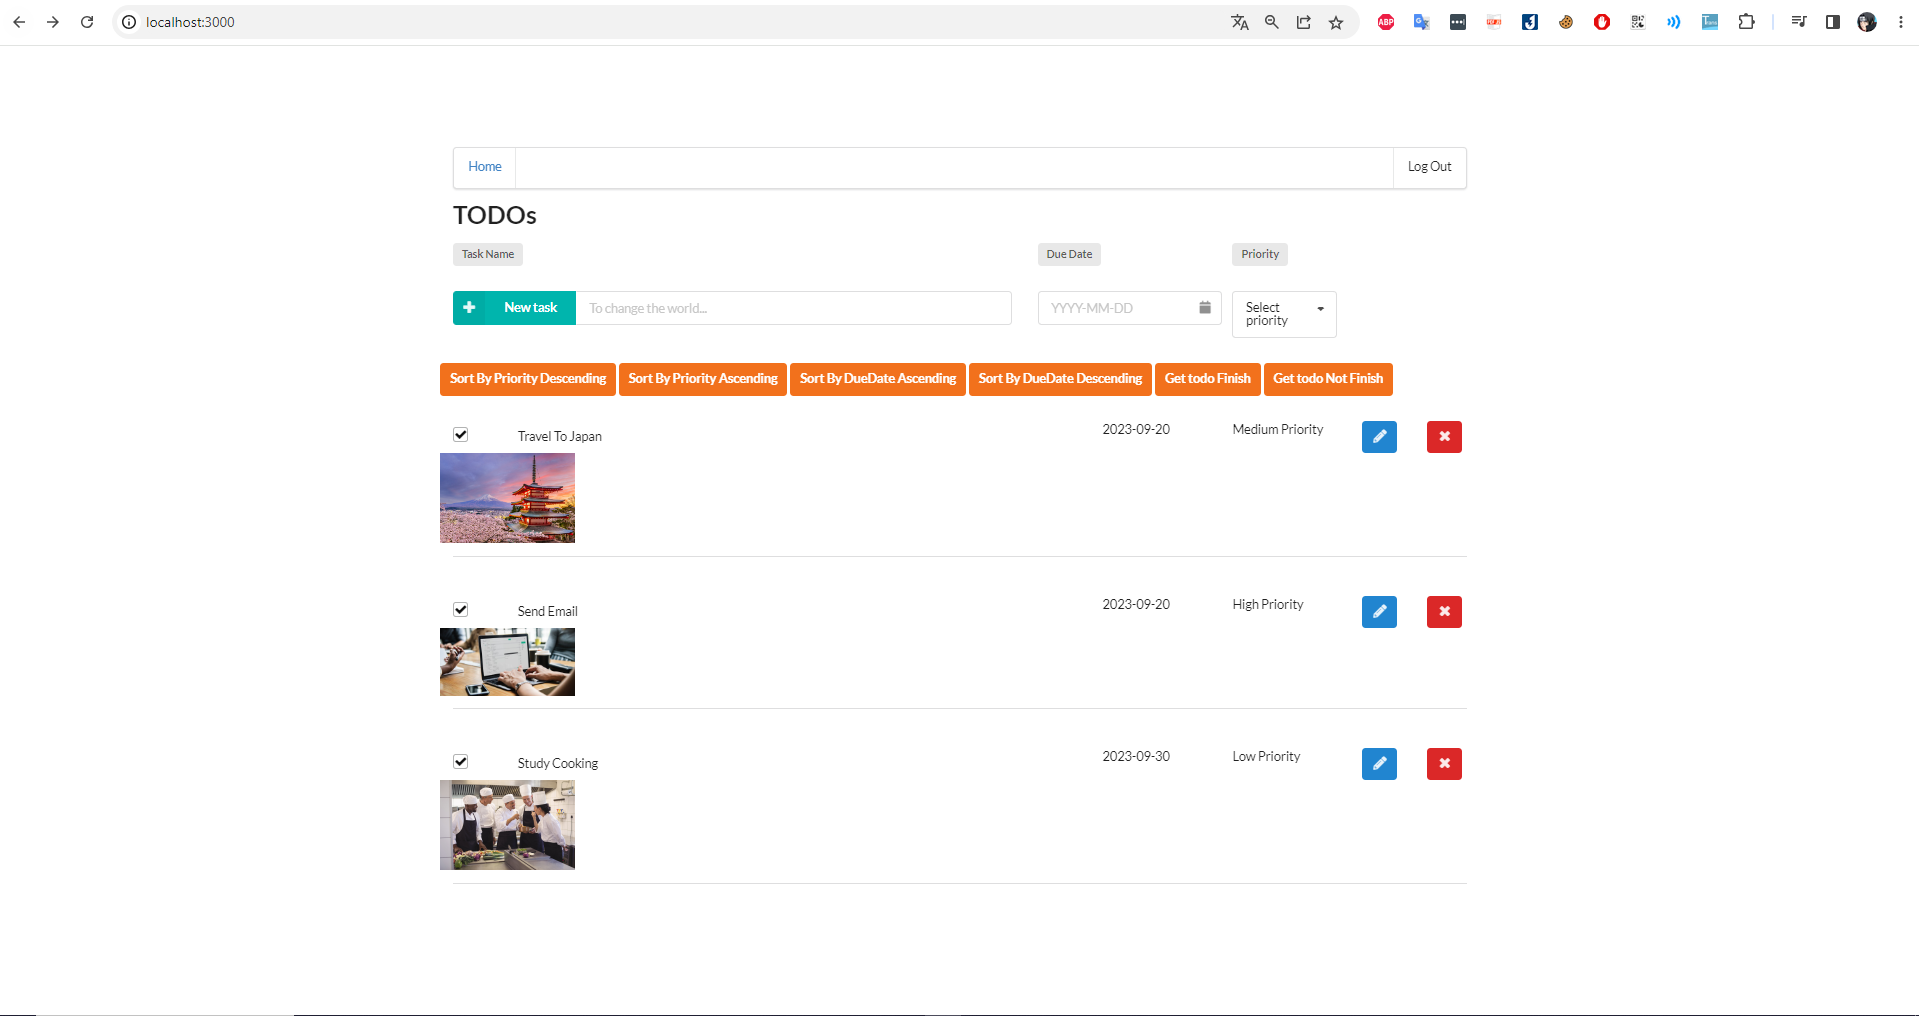 localhost:3000
ABP
Home
Log Out
TODOs
Task Name
Due Date
Priority
New task
To change the world...
YYYY-MM-DD
Select priority
Sort By Priority Descending
Sort By Priority Ascending
Sort By DueDate Ascending
Sort By DueDate Descending
Get todo Finish
Get todo Not Finish
Travel To Japan
2023-09-20
Medium Priority
Send Email
2023-09-20
High Priority
Study Cooking
2023-09-30
Low Priority